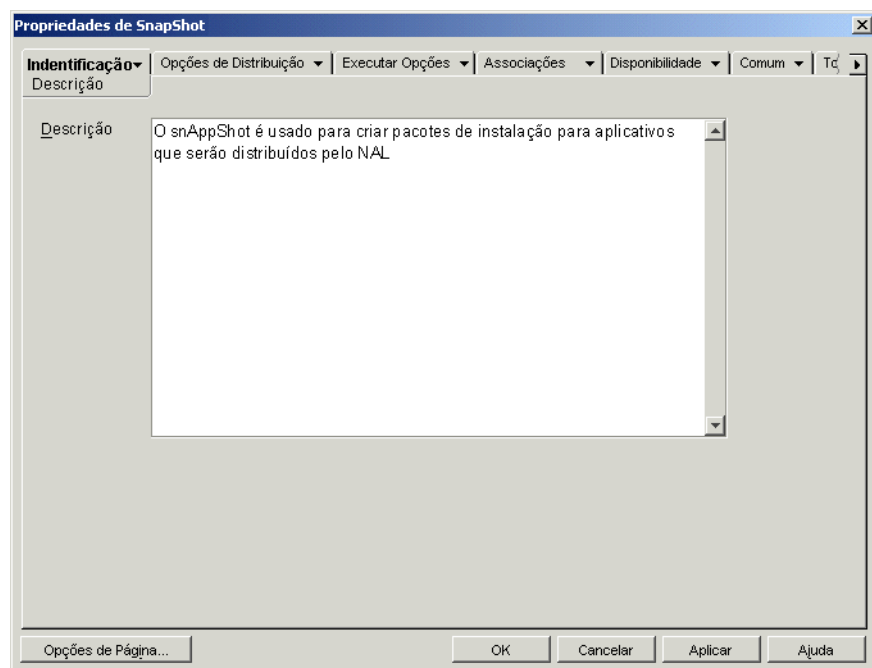 Propriedades de SnapShot
Indentificação
Opções de Distribuição
Executar Opções
Associações
Disponibilidade
Comum
Descrição
Descrição
O snAppShot é usado para criar pacotes de instalação para aplicativos
que serão distribuídos pelo NAL
Opções de Página...
OK
Cancelar
Aplicar
Ajuda